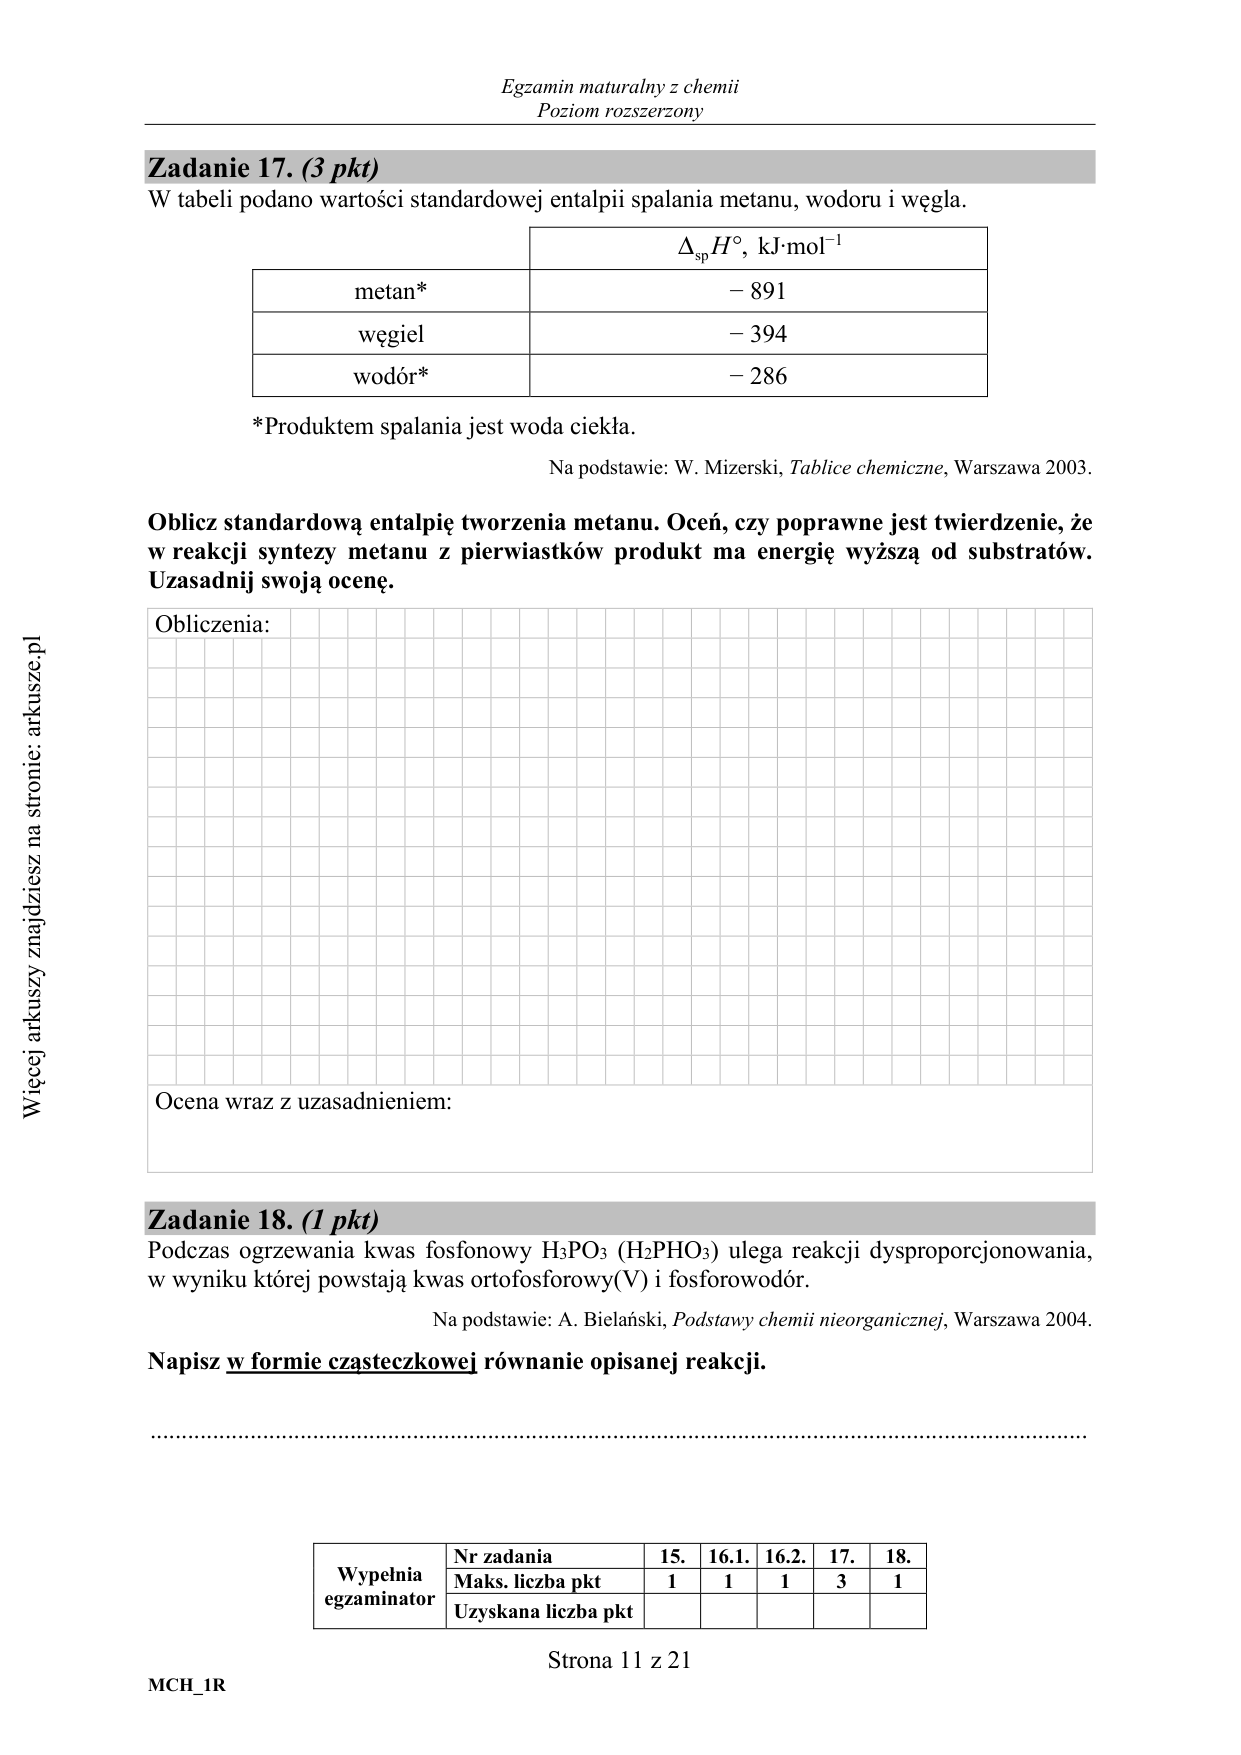 Egzamin maturalny z chemii
Poziom rozszerzony
Zadanie 17. (3 pkt)
W tabeli podano wartości standardowej entalpii spalania metanu, wodoru i węgla.
Δ_sp H°, kJ·mol⁻¹
metan* − 891
węgiel − 394
wodór* − 286
*Produktem spalania jest woda ciekła.
Na podstawie: W. Mizerski, Tablice chemiczne, Warszawa 2003.
Oblicz standardową entalpię tworzenia metanu. Oceń, czy poprawne jest twierdzenie, że
w reakcji syntezy metanu z pierwiastków produkt ma energię wyższą od substratów.
Uzasadnij swoją ocenę.
Obliczenia:
Ocena wraz z uzasadnieniem:
Zadanie 18. (1 pkt)
Podczas ogrzewania kwas fosfonowy H₃PO₃ (H₂PHO₃) ulega reakcji dysproporcjonowania,
w wyniku której powstają kwas ortofosforowy(V) i fosforowodór.
Na podstawie: A. Bielański, Podstawy chemii nieorganicznej, Warszawa 2004.
Napisz w formie cząsteczkowej równanie opisanej reakcji.
......................................................................................................................................................
Wypełnia
egzaminator
Nr zadania 15. 16.1. 16.2. 17. 18.
Maks. liczba pkt 1 1 1 3 1
Uzyskana liczba pkt
Strona 11 z 21
MCH_1R
Więcej arkuszy znajdziesz na stronie: arkusze.pl